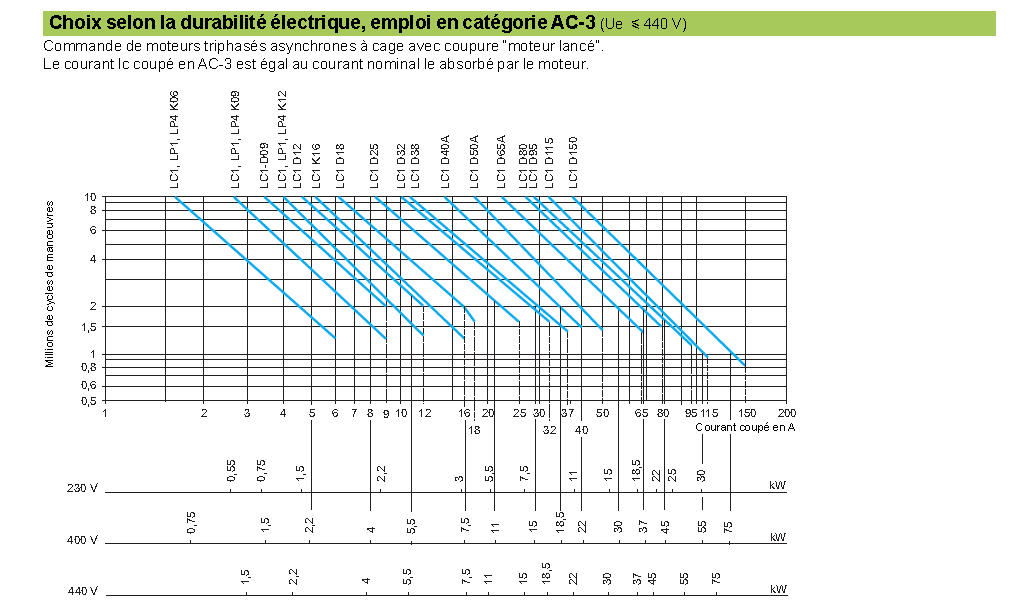 Choix selon la durabilité électrique, emploi en catégorie AC-3 (Ue ≤ 440 V)
Commande de moteurs triphasés asynchrones à cage avec coupure “moteur lancé”.
Le courant Ic coupé en AC-3 est égal au courant nominal Ie absorbé par le moteur.
LC1, LP1, LP4 K06
LC1, LP1, LP4 K09
LC1-D09
LC1, LP1, LP4 K12
LC1 D12
LC1 K16
LC1 D18
LC1 D25
LC1 D32
LC1 D38
LC1 D40A
LC1 D50A
LC1 D65A
LC1 D80
LC1 D95
LC1 D115
LC1 D150
Millions de cycles de manœuvres
10
8
6
4
2
1,5
1
0,8
0,6
0,5
1 2 3 4 5 6 7 8 9 10 12 16 20 25 30 37 50 65 80 95 115 150 200
18 32 40 Courant coupé en A
0,55 0,75 1,5 2,2 3 5,5 7,5 11 15 18,5 22 25 30
230 V kW
0,75 1,5 2,2 4 5,5 7,5 11 15 18,5 22 30 37 45 55 75
400 V kW
1,5 2,2 4 5,5 7,5 11 15 18,5 22 30 37 45 55 75
440 V kW